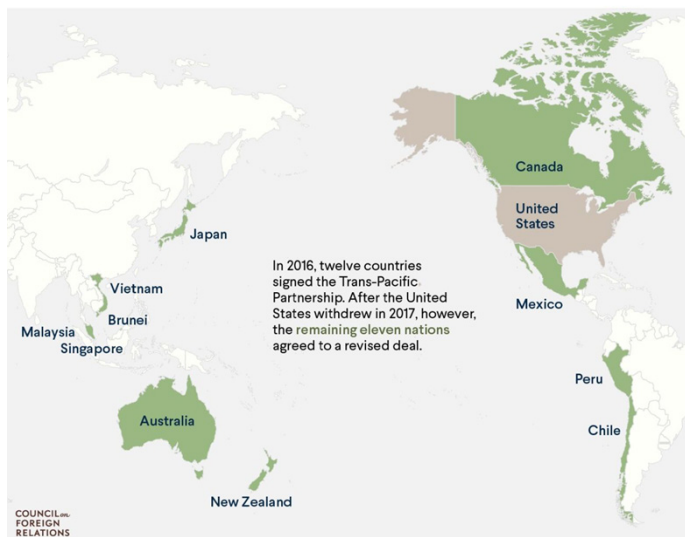 Canada
United
States
Japan
In 2016, twelve countries
signed the Trans-Pacific
Partnership. After the United
States withdrew in 2017, however,
the remaining eleven nations
agreed to a revised deal.
Vietnam
Mexico
Brunei
Malaysia
Singapore
Peru
Australia
Chile
New Zealand
COUNCIL on
FOREIGN
RELATIONS